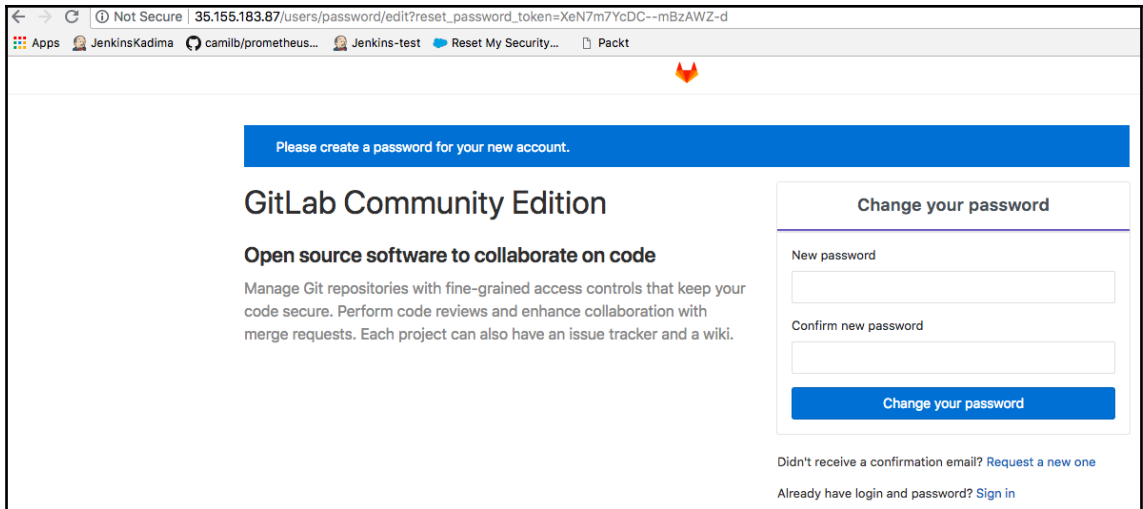 Not Secure 35.155.183.87/users/password/edit?reset_password_token=XeN7m7YcDC--mBzAWZ-d
Apps JenkinsKadima camilb/prometheus... Jenkins-test Reset My Security... Packt
Please create a password for your new account.
GitLab Community Edition
Open source software to collaborate on code
Manage Git repositories with fine-grained access controls that keep your
code secure. Perform code reviews and enhance collaboration with
merge requests. Each project can also have an issue tracker and a wiki.
Change your password
New password
Confirm new password
Change your password
Didn't receive a confirmation email? Request a new one
Already have login and password? Sign in